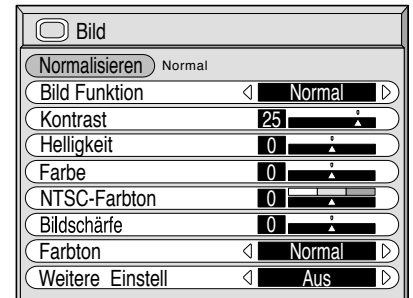 Bild
Normalisieren Normal
Bild Funktion Normal
Kontrast 25
Helligkeit 0
Farbe 0
NTSC-Farbton 0
Bildschärfe 0
Farbton Normal
Weitere Einstell Aus